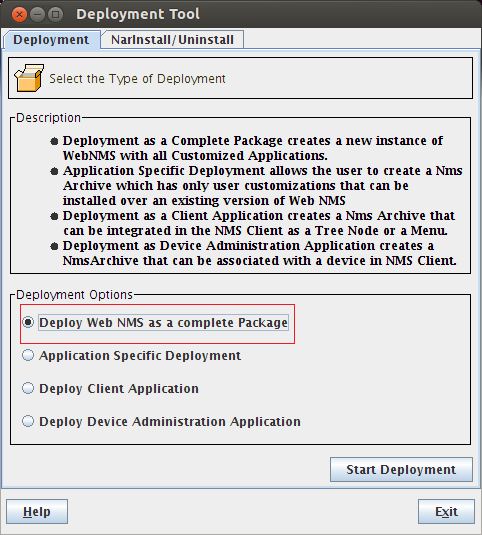 Deployment Tool
Deployment
NarInstall/Uninstall
Select the Type of Deployment
Description
Deployment as a Complete Package creates a new instance of
WebNMS with all Customized Applications.
Application Specific Deployment allows the user to create a Nms
Archive which has only user customizations that can be
installed over an existing version of Web NMS
Deployment as a Client Application creates a Nms Archive that
can be integrated in the NMS Client as a Tree Node or a Menu.
Deployment as Device Administration Application creates a
NmsArchive that can be associated with a device in NMS Client.
Deployment Options
Deploy Web NMS as a complete Package
Application Specific Deployment
Deploy Client Application
Deploy Device Administration Application
Start Deployment
Help
Exit